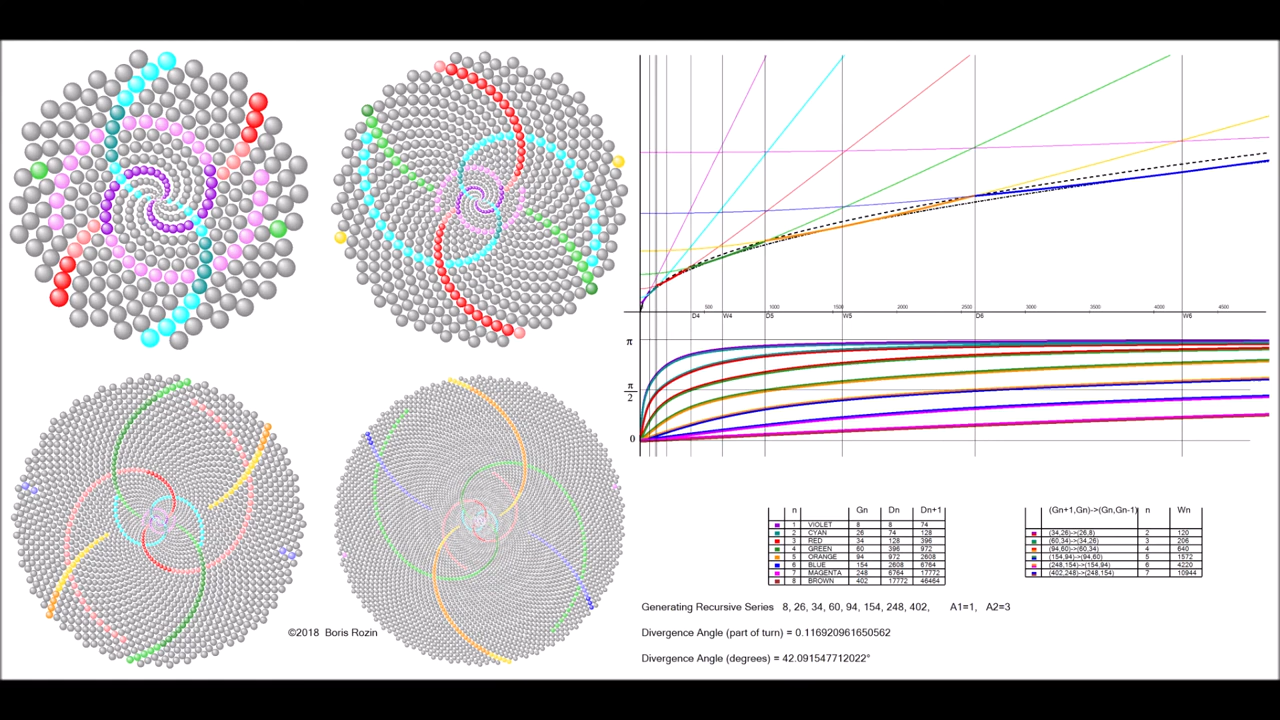 500 1000 1500 2000 2500 3000 3500 4000 4500
D4 W4 D5 W5 D6 W6
π
π
2
0
n Gn Dn Dn+1
1 VIOLET 8 8 74
2 CYAN 26 74 128
3 RED 34 128 396
4 GREEN 60 396 972
5 ORANGE 94 972 2608
6 BLUE 154 2608 6764
7 MAGENTA 248 6764 17772
8 BROWN 402 17772 46464
(Gn+1,Gn)->(Gn,Gn-1) n Wn
(34,26)->(26,8) 2 120
(60,34)->(34,26) 3 206
(94,60)->(60,34) 4 640
(154,94)->(94,60) 5 1572
(248,154)->(154,94) 6 4220
(402,248)->(248,154) 7 10944
Generating Recursive Series 8, 26, 34, 60, 94, 154, 248, 402, A1=1, A2=3
©2018 Boris Rozin
Divergence Angle (part of turn) = 0.116920961650562
Divergence Angle (degrees) = 42.091547712022°